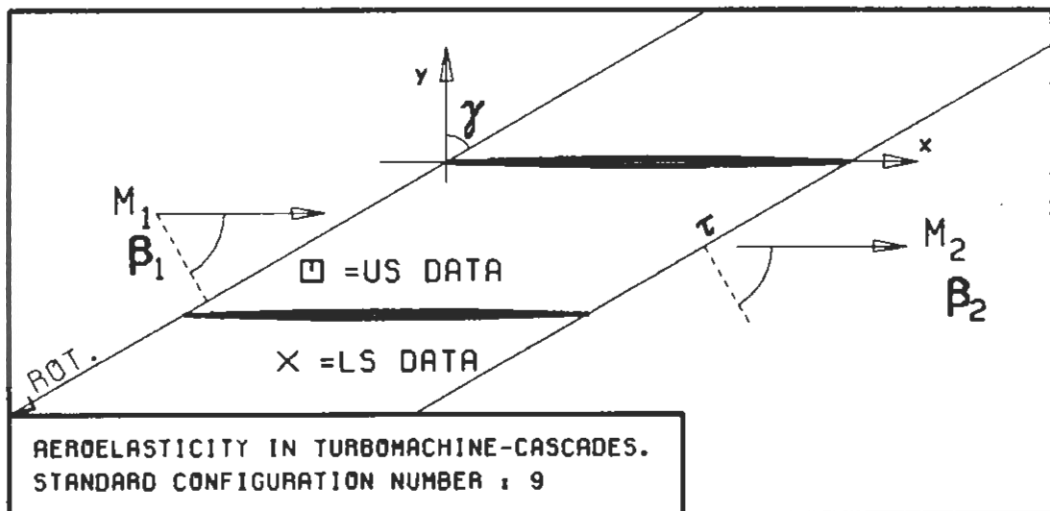 y
γ
x
M₁
β₁
τ
M₂
β₂
□ =US DATA
ROT.
× =LS DATA
AEROELASTICITY IN TURBOMACHINE-CASCADES.
STANDARD CONFIGURATION NUMBER : 9